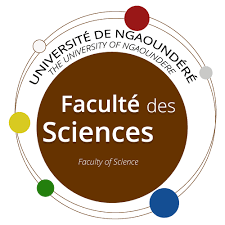 UNIVERSITÉ DE NGAOUNDÉRÉ
THE UNIVERSITY OF NGAOUNDERE
Faculté des
Sciences
Faculty of Science